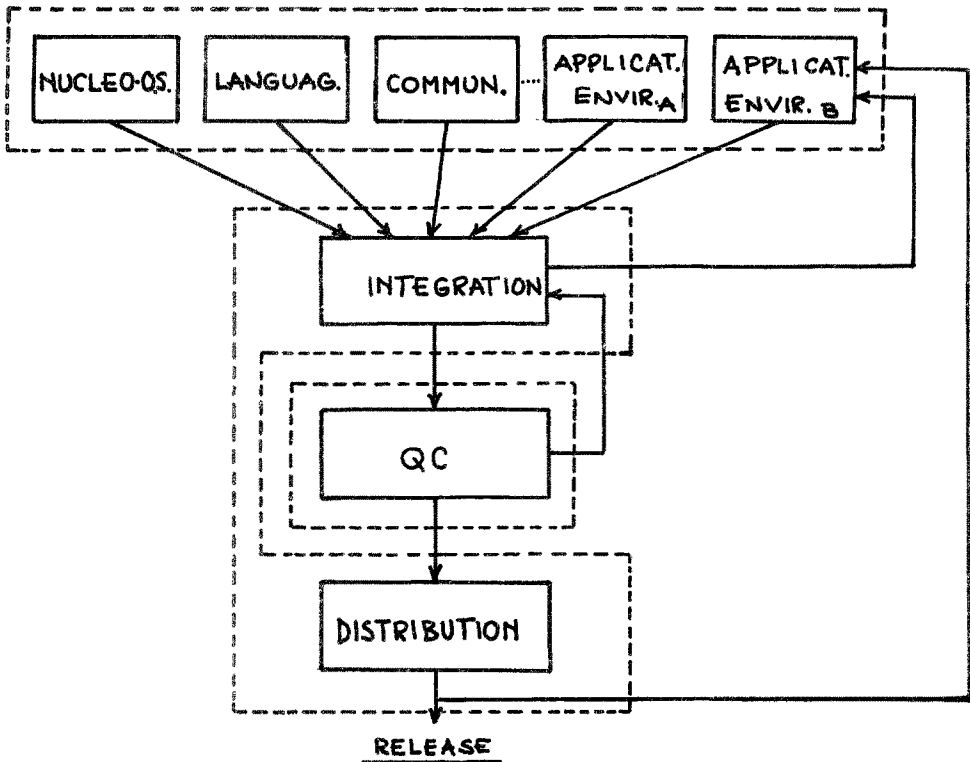 NUCLEO-O.S.
LANGUAG.
COMMUN.
APPLICAT.
ENVIR.A
APPLICAT.
ENVIR. B
INTEGRATION
QC
DISTRIBUTION
RELEASE